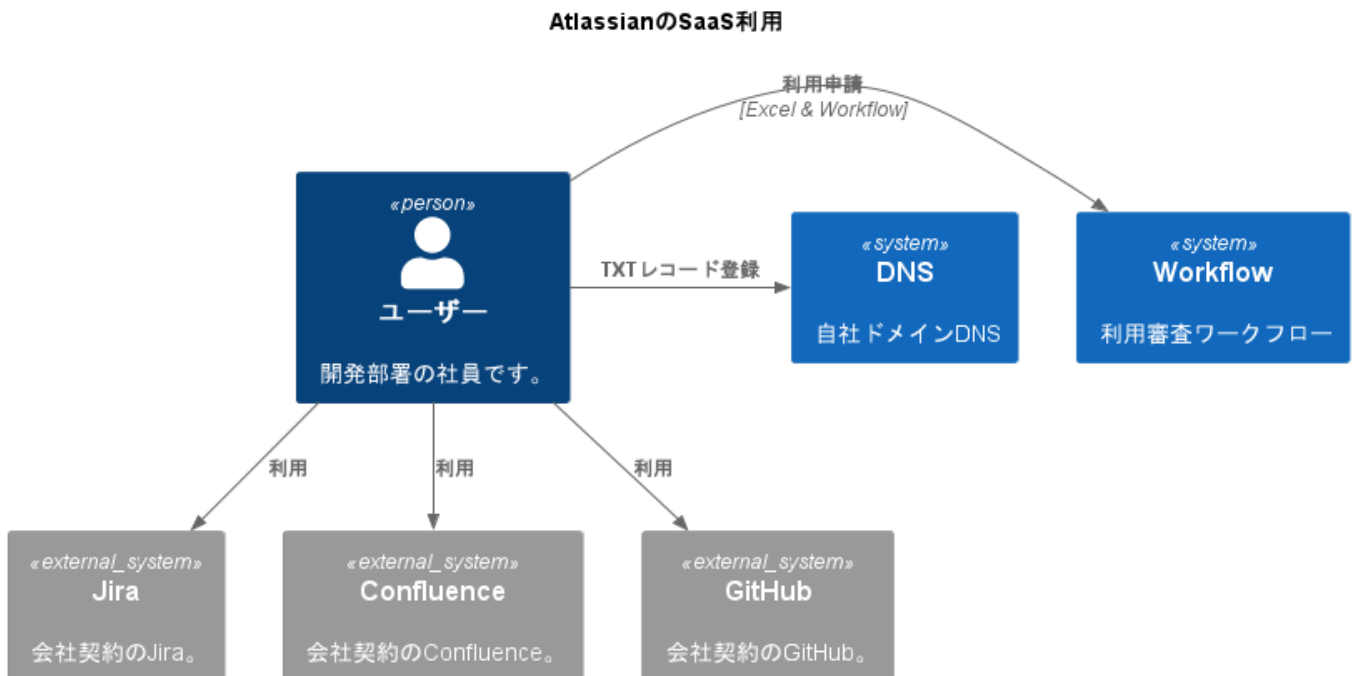 AtlassianのSaaS利用
利用申請
[Excel & Workflow]
«person»
ユーザー
開発部署の社員です。
TXTレコード登録
«system»
DNS
自社ドメインDNS
«system»
Workflow
利用審査ワークフロー
利用
利用
利用
«external_system»
Jira
会社契約のJira。
«external_system»
Confluence
会社契約のConfluence。
«external_system»
GitHub
会社契約のGitHub。